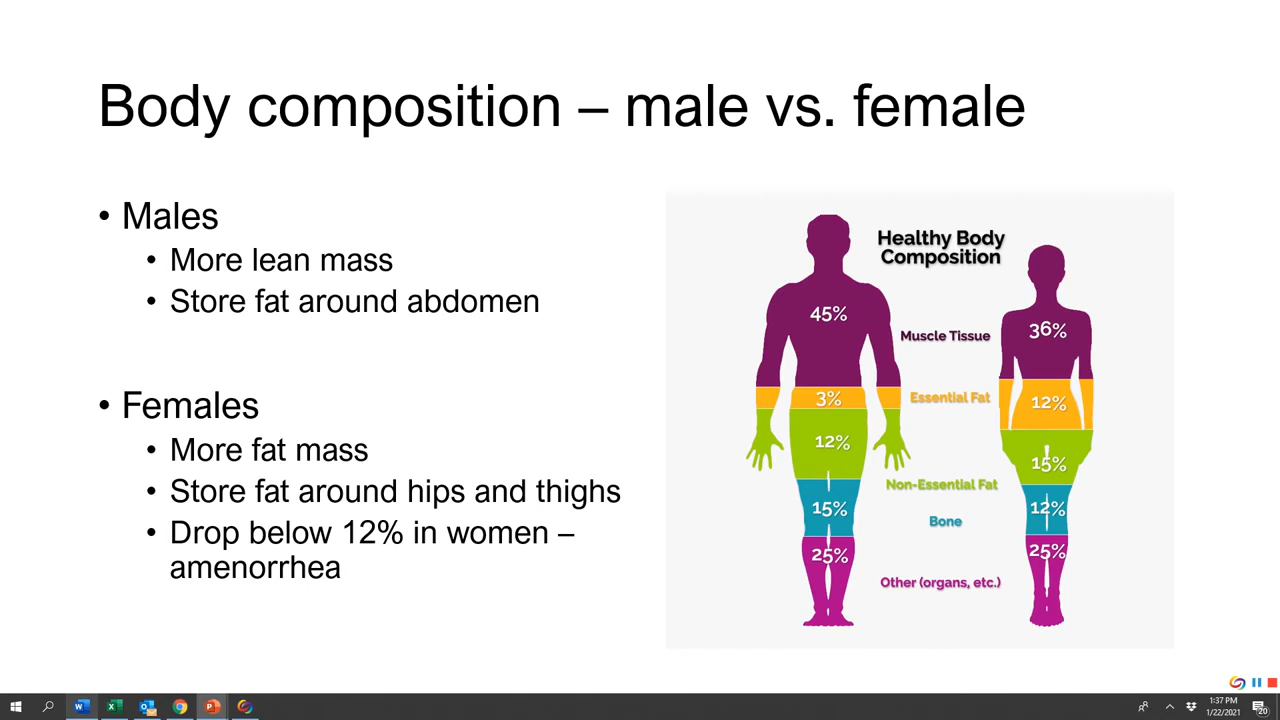 Body composition – male vs. female
• Males
• More lean mass
• Store fat around abdomen
• Females
• More fat mass
• Store fat around hips and thighs
• Drop below 12% in women –
amenorrhea
Healthy Body
Composition
45%
Muscle Tissue
36%
3%
Essential Fat
12%
12%
Non-Essential Fat
15%
15%
Bone
12%
25%
Other (organs, etc.)
25%
1:37 PM
1/22/2021
20